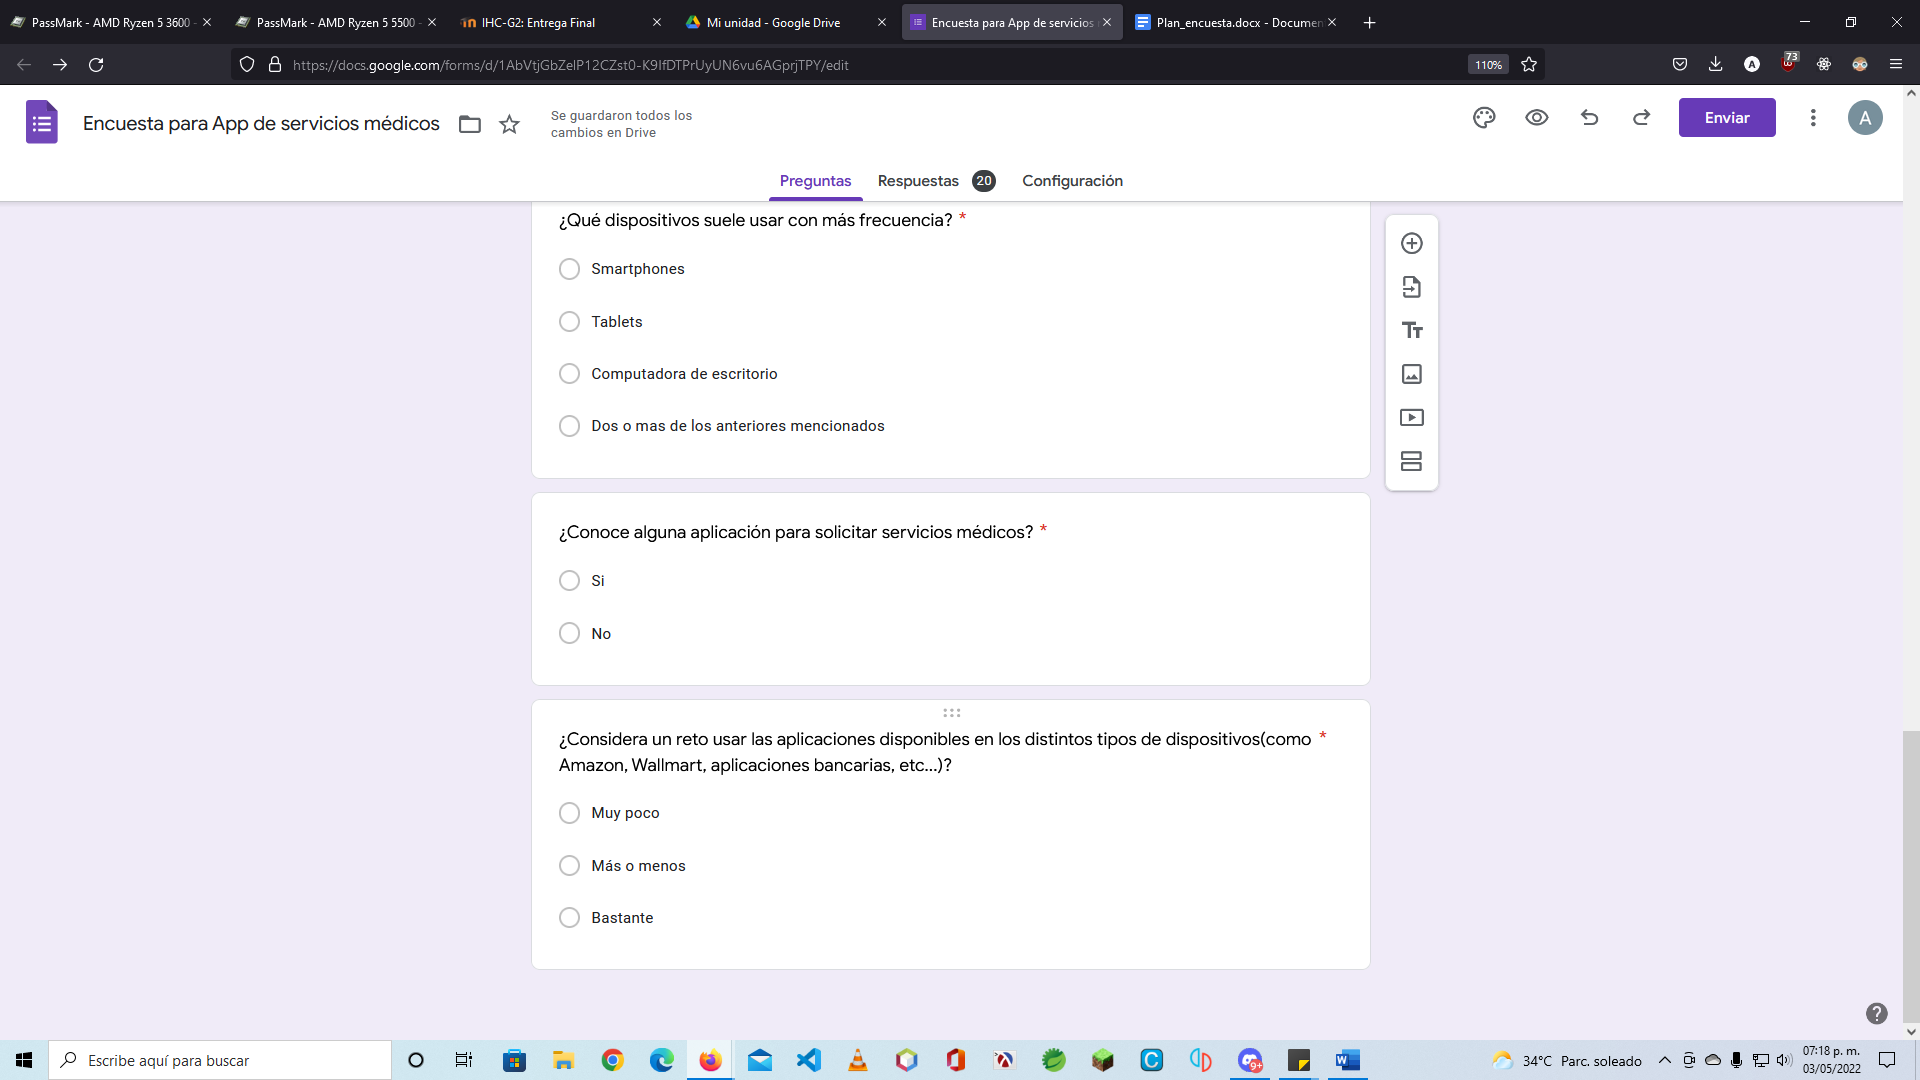 PassMark - AMD Ryzen 5 3600 -
PassMark - AMD Ryzen 5 5500 -
IHC-G2: Entrega Final
Mi unidad - Google Drive
Encuesta para App de servicios
Plan_encuesta.docx - Documen
https://docs.google.com/forms/d/1AbVtjGbZelP12CZst0-K9IfDTPrUyUN6vu6AGprjTPY/edit
110%
73
Encuesta para App de servicios médicos
Se guardaron todos los
cambios en Drive
Enviar
A
Preguntas
Respuestas 20
Configuración
¿Qué dispositivos suele usar con más frecuencia? *
Smartphones
Tablets
Computadora de escritorio
Dos o mas de los anteriores mencionados
¿Conoce alguna aplicación para solicitar servicios médicos? *
Si
No
¿Considera un reto usar las aplicaciones disponibles en los distintos tipos de dispositivos(como *
Amazon, Wallmart, aplicaciones bancarias, etc...)?
Muy poco
Más o menos
Bastante
Escribe aquí para buscar
9+
34°C Parc. soleado
07:18 p. m.
03/05/2022